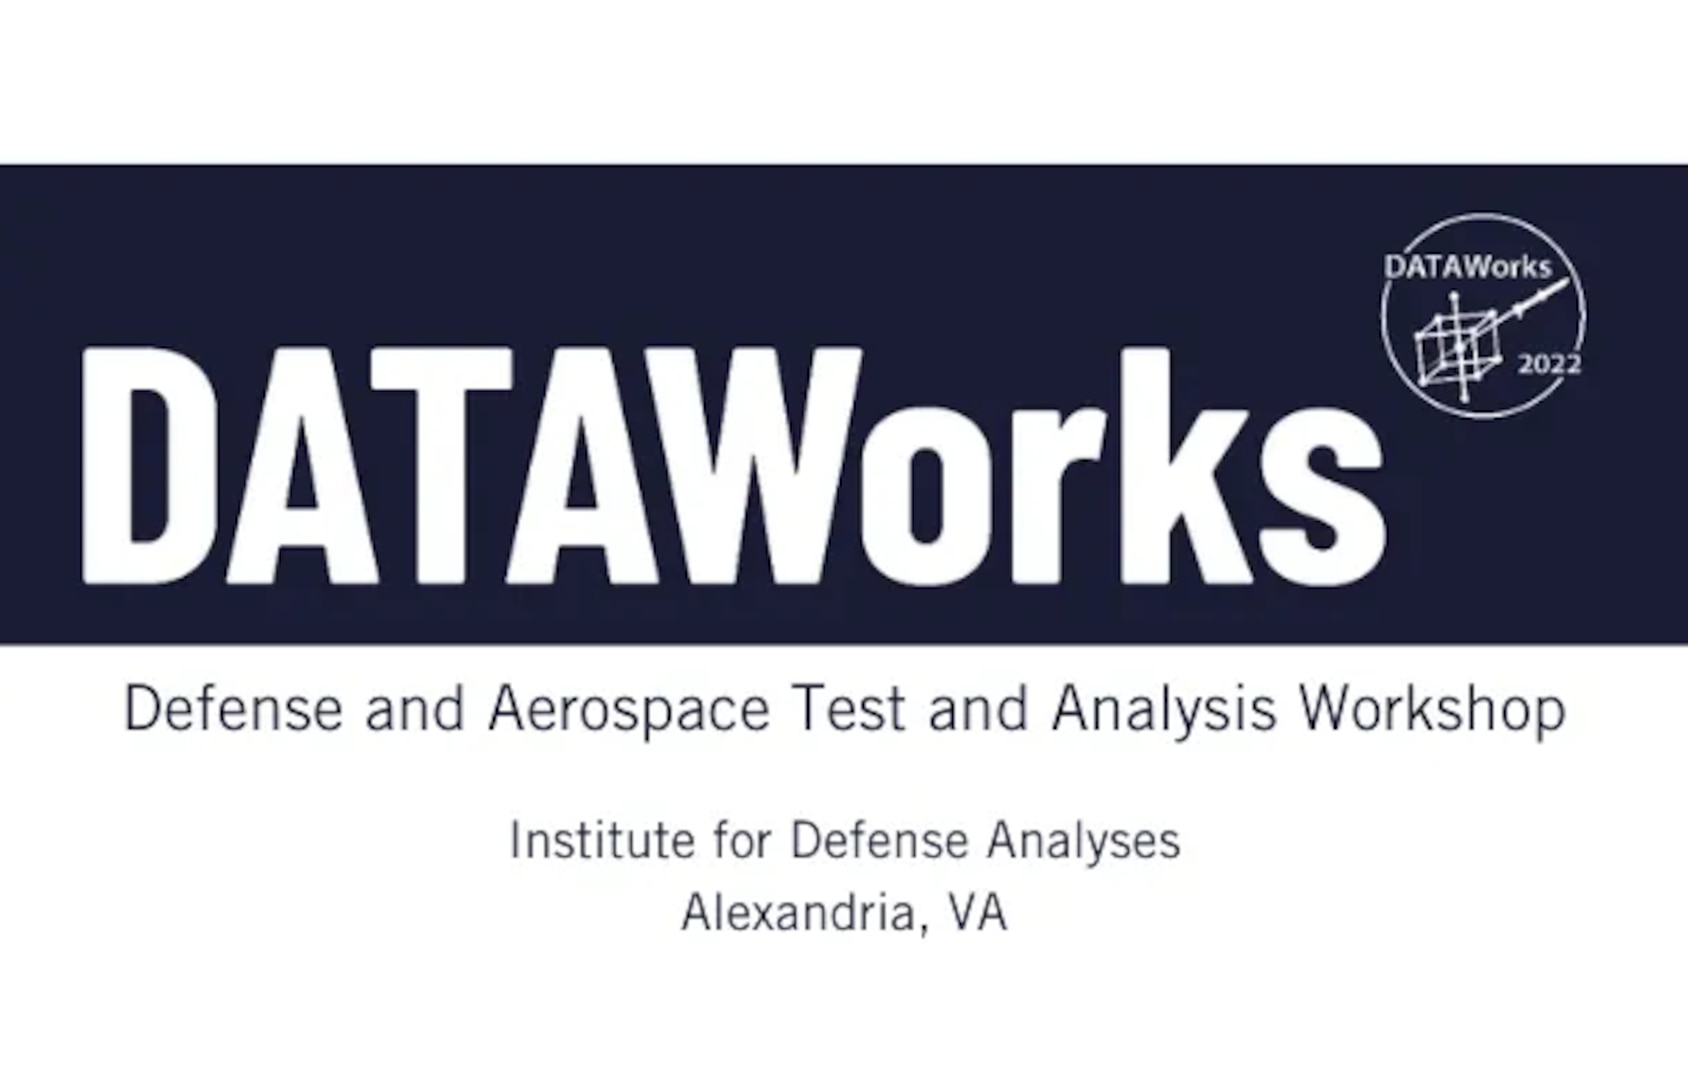 DATAWorks
2022
DATAWorks
Defense and Aerospace Test and Analysis Workshop
Institute for Defense Analyses
Alexandria, VA